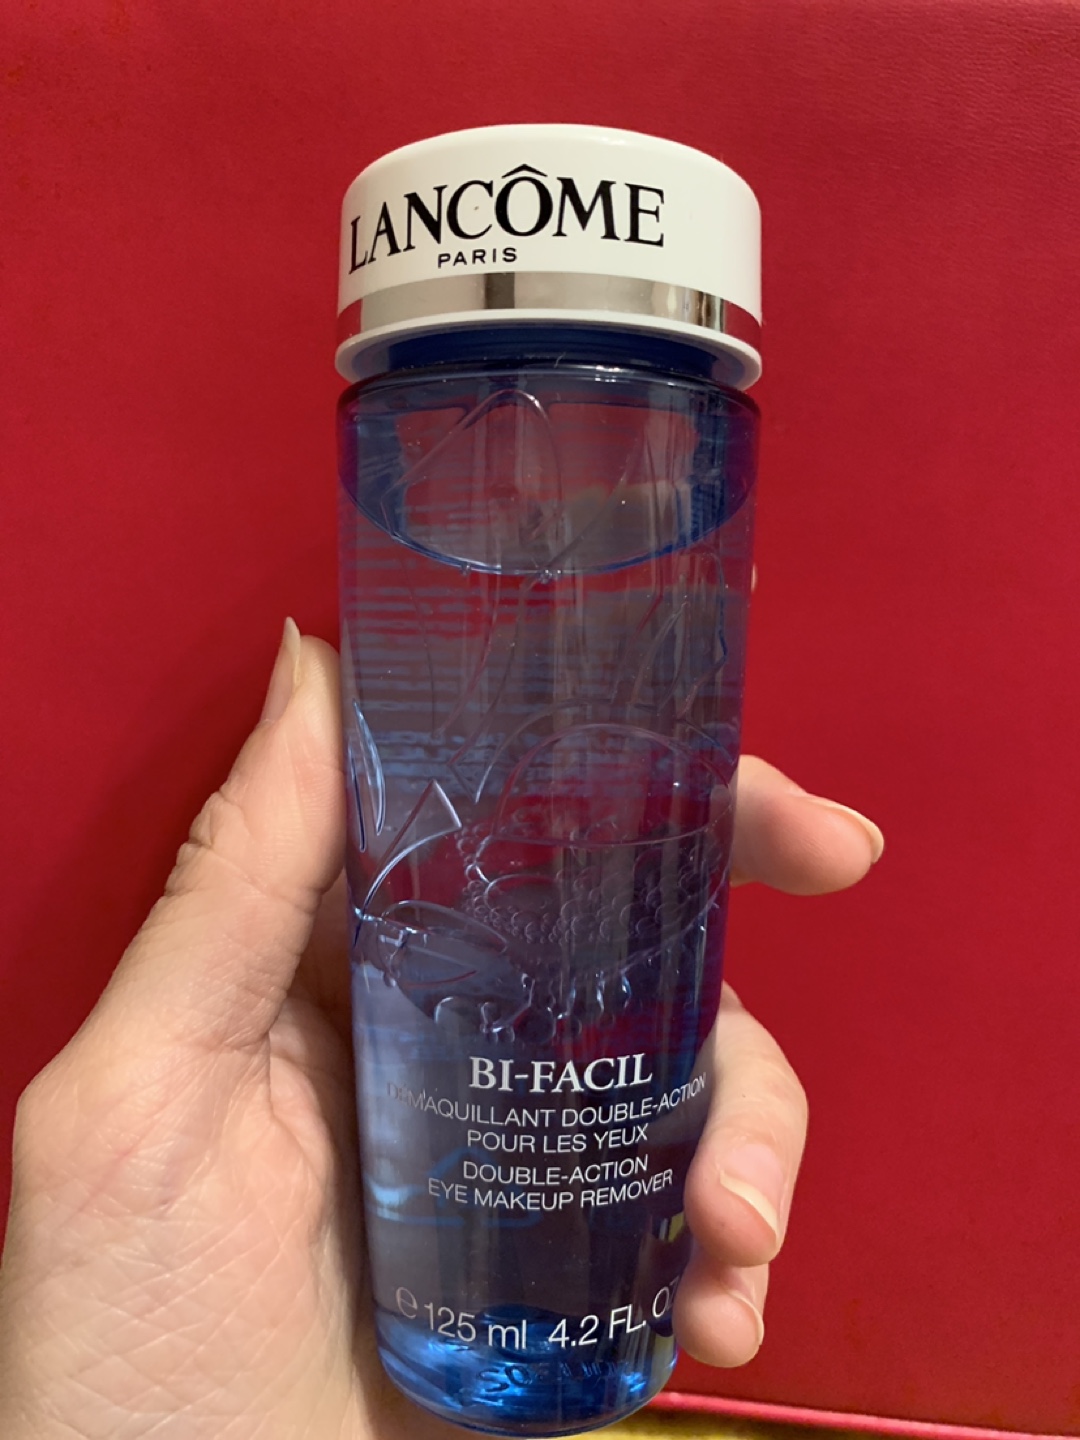 LANCÔME
PARIS
BI-FACIL
DÉMAQUILLANT DOUBLE-ACTION
POUR LES YEUX
DOUBLE-ACTION
EYE MAKEUP REMOVER
℮ 125 ml 4.2 FL. OZ